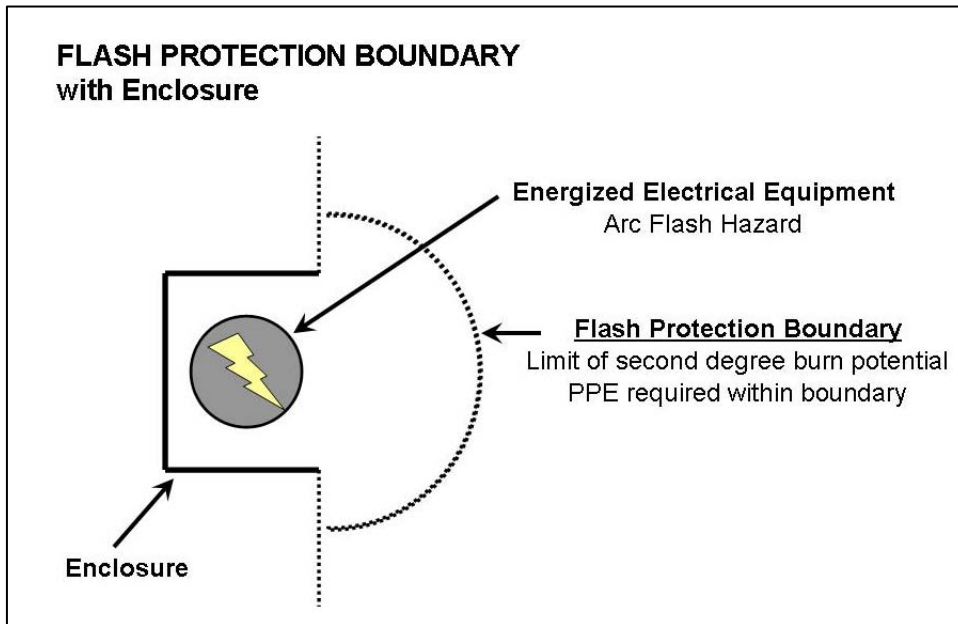 FLASH PROTECTION BOUNDARY
with Enclosure
Energized Electrical Equipment
Arc Flash Hazard
Flash Protection Boundary
Limit of second degree burn potential
PPE required within boundary
Enclosure